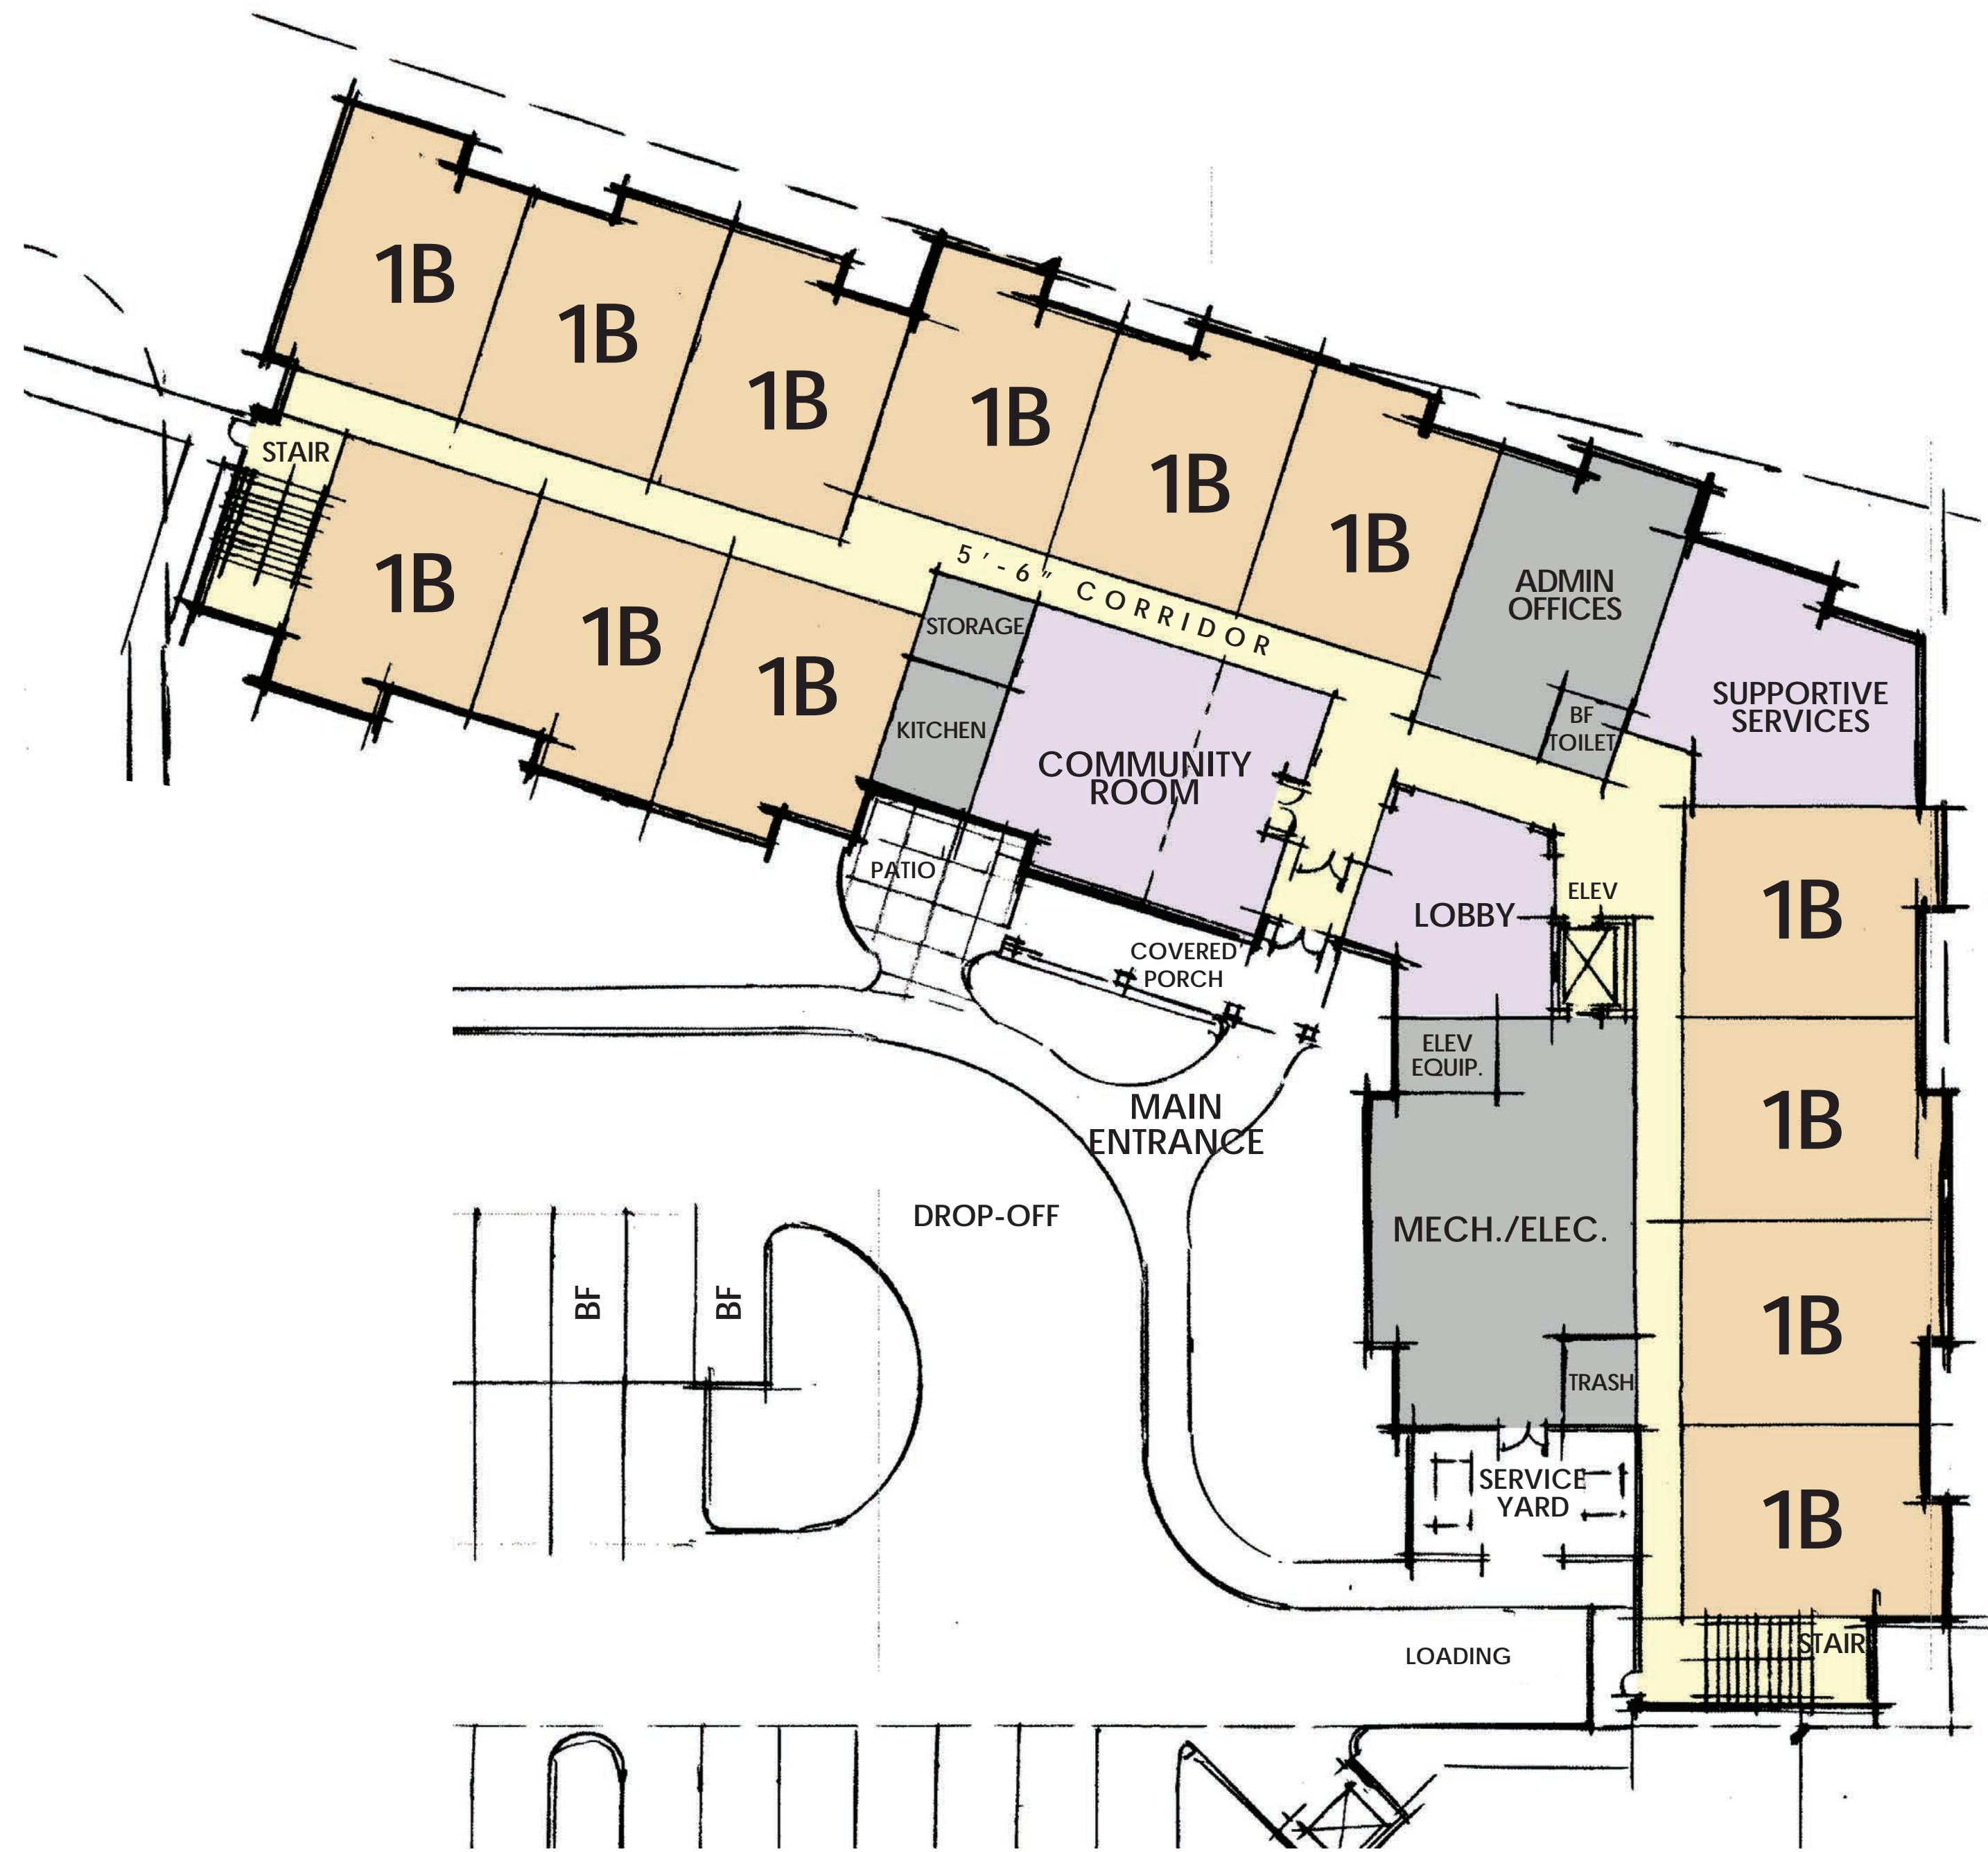 1B
1B
1B
1B
1B
1B
STAIR
1B
1B
1B
5'-6" CORRIDOR
STORAGE
KITCHEN
COMMUNITY
ROOM
ADMIN
OFFICES
BF
TOILET
SUPPORTIVE
SERVICES
PATIO
COVERED
PORCH
LOBBY
ELEV
1B
ELEV
EQUIP.
MAIN
ENTRANCE
1B
DROP-OFF
MECH./ELEC.
BF
BF
1B
TRASH
SERVICE
YARD
1B
LOADING
STAIR